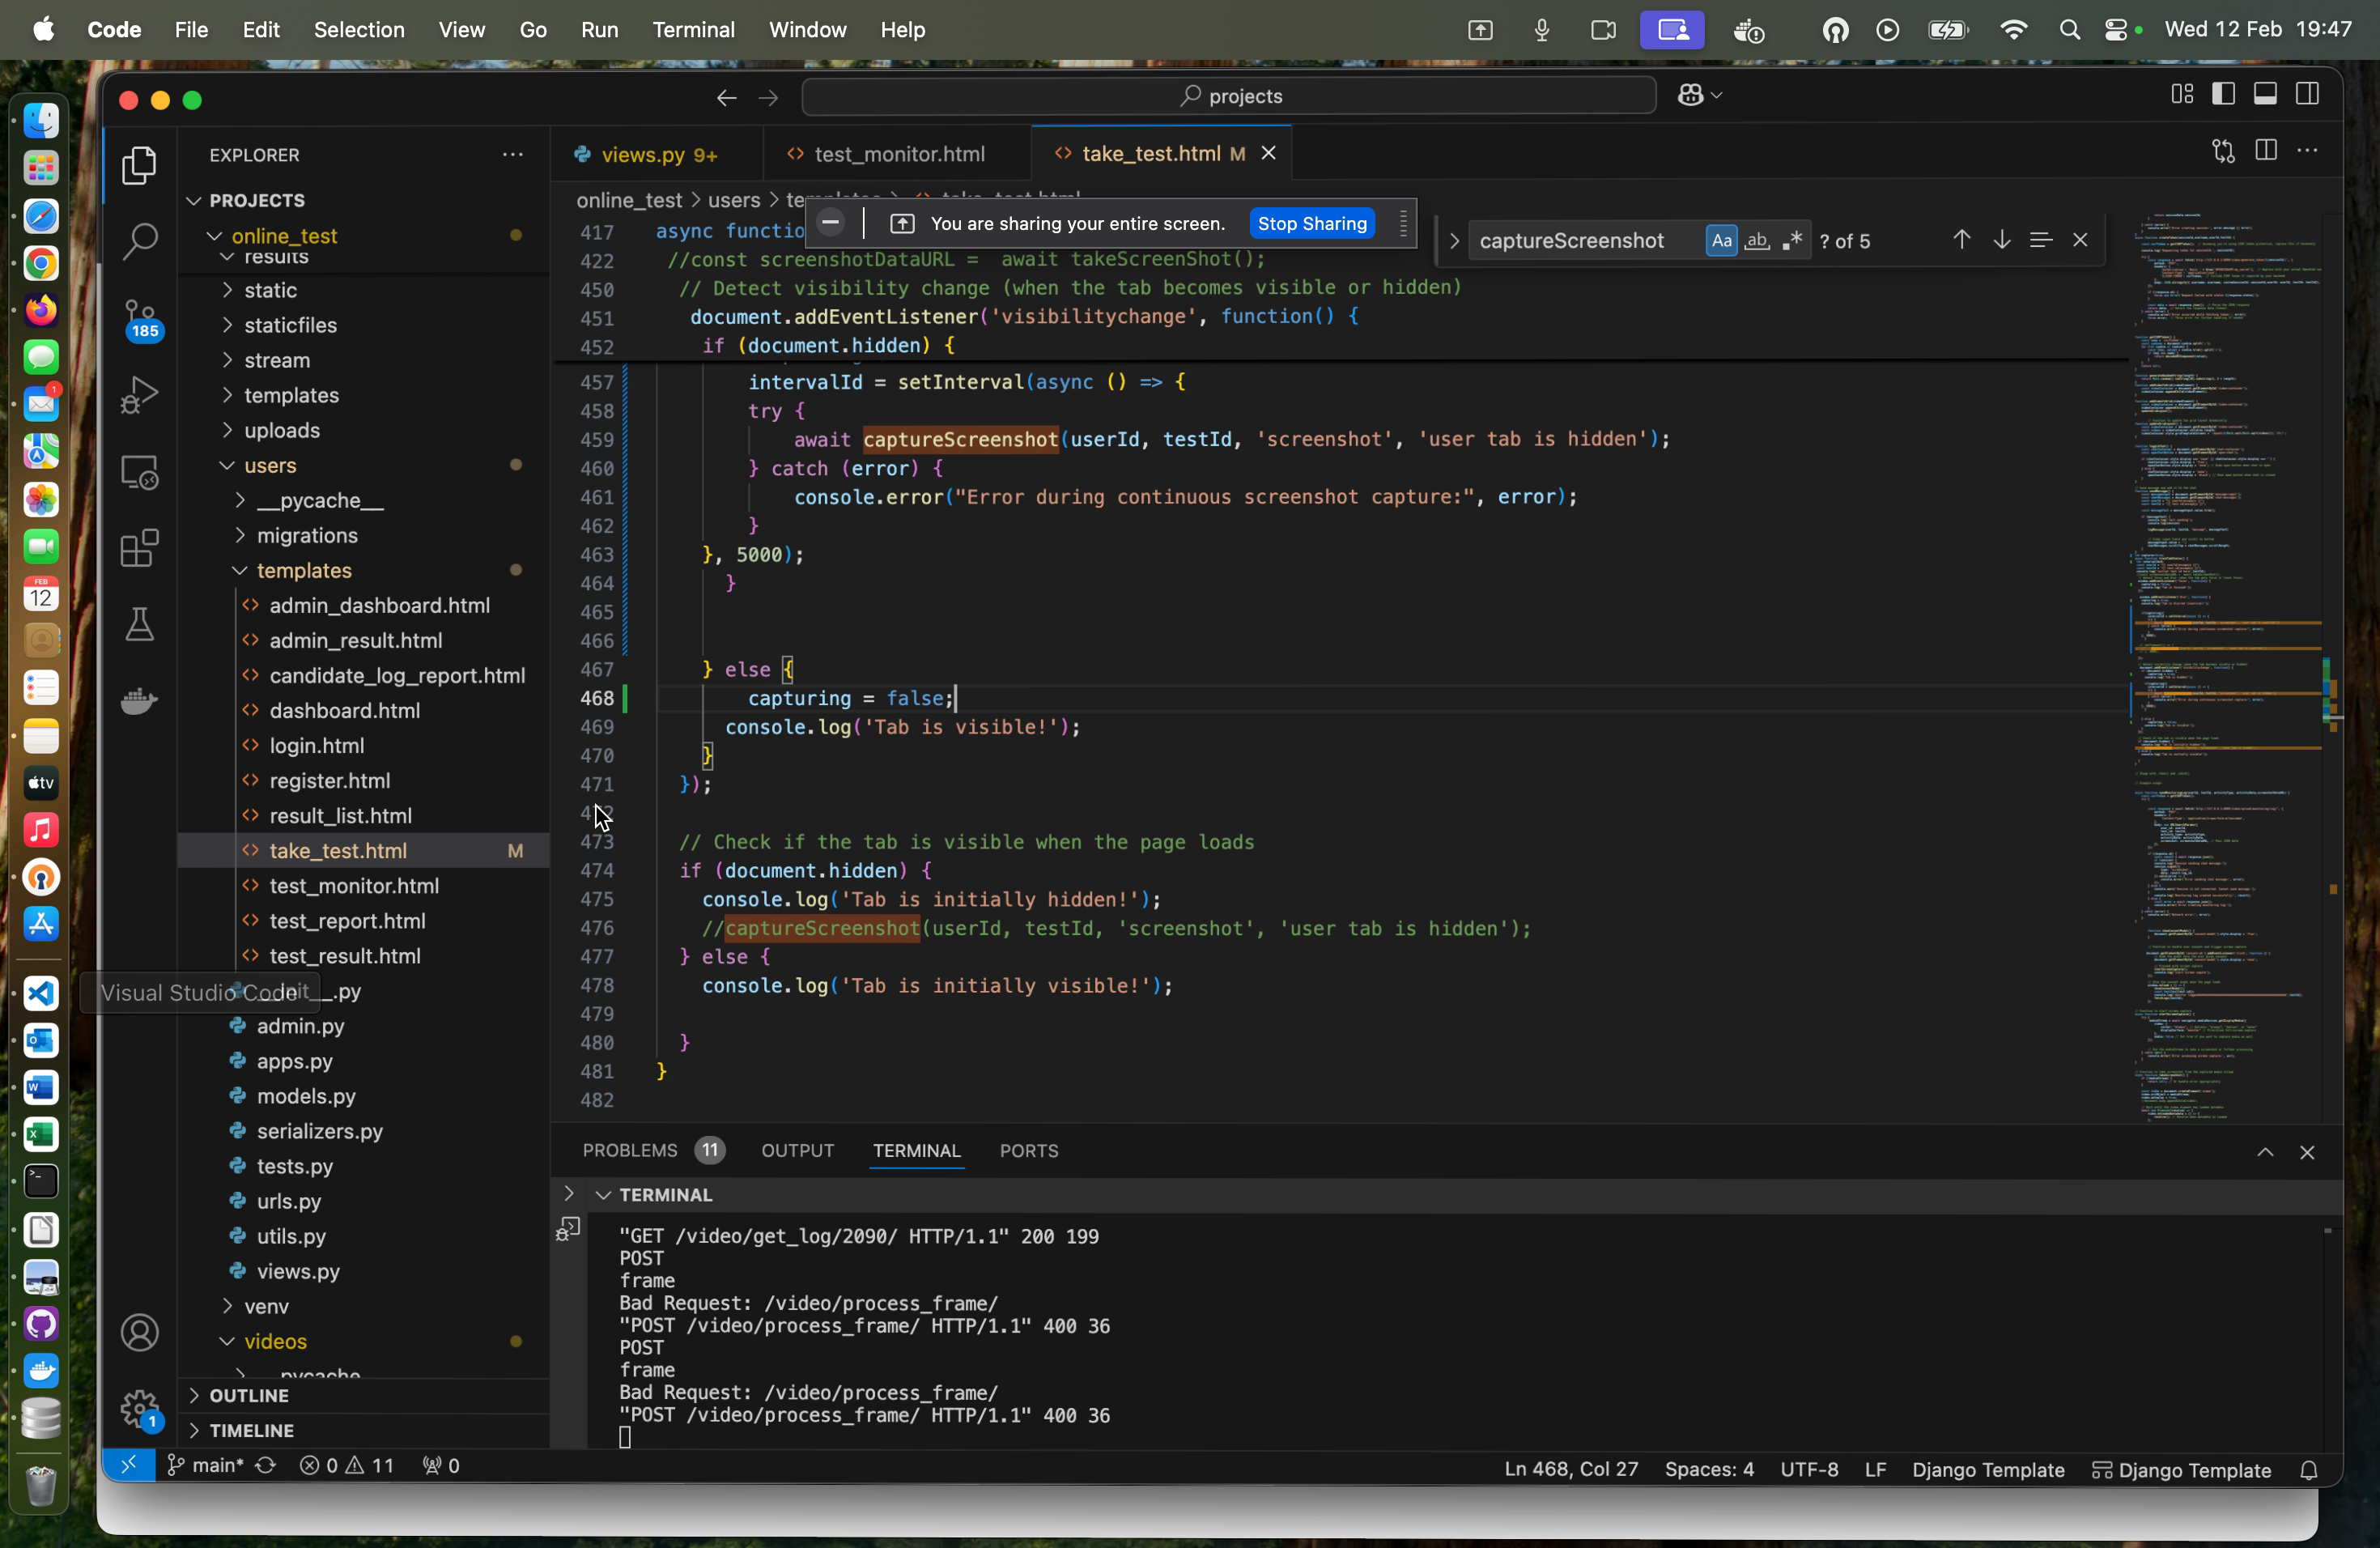 Code File Edit Selection View Go Run Terminal Window Help
Wed 12 Feb 19:47
projects
EXPLORER
views.py 9+
test_monitor.html
take_test.html M
PROJECTS
online_test
results
static
staticfiles
stream
templates
uploads
users
__pycache__
migrations
templates
admin_dashboard.html
admin_result.html
candidate_log_report.html
dashboard.html
login.html
register.html
result_list.html
take_test.html M
test_monitor.html
test_report.html
test_result.html
Visual Studio Code
admin.py
apps.py
models.py
serializers.py
tests.py
urls.py
utils.py
views.py
venv
videos
OUTLINE
TIMELINE
185
1
FEB
12
tv
1
online_test > users >
You are sharing your entire screen. Stop Sharing
captureScreenshot Aa ab ? of 5
417 async functio
422 //const screenshotDataURL = await takeScreenShot();
450 // Detect visibility change (when the tab becomes visible or hidden)
451 document.addEventListener('visibilitychange', function() {
452 if (document.hidden) {
457 intervalId = setInterval(async () => {
458 try {
459 await captureScreenshot(userId, testId, 'screenshot', 'user tab is hidden');
460 } catch (error) {
461 console.error("Error during continuous screenshot capture:", error);
462 }
463 }, 5000);
464 }
465
466
467 } else {
468 capturing = false;
469 console.log('Tab is visible!');
470 }
471 });
473 // Check if the tab is visible when the page loads
474 if (document.hidden) {
475 console.log('Tab is initially hidden!');
476 //captureScreenshot(userId, testId, 'screenshot', 'user tab is hidden');
477 } else {
478 console.log('Tab is initially visible!');
479
480 }
481 }
482
PROBLEMS 11 OUTPUT TERMINAL PORTS
TERMINAL
"GET /video/get_log/2090/ HTTP/1.1" 200 199
POST
frame
Bad Request: /video/process_frame/
"POST /video/process_frame/ HTTP/1.1" 400 36
POST
frame
Bad Request: /video/process_frame/
"POST /video/process_frame/ HTTP/1.1" 400 36
main* 0 11 0
Ln 468, Col 27 Spaces: 4 UTF-8 LF Django Template Django Template